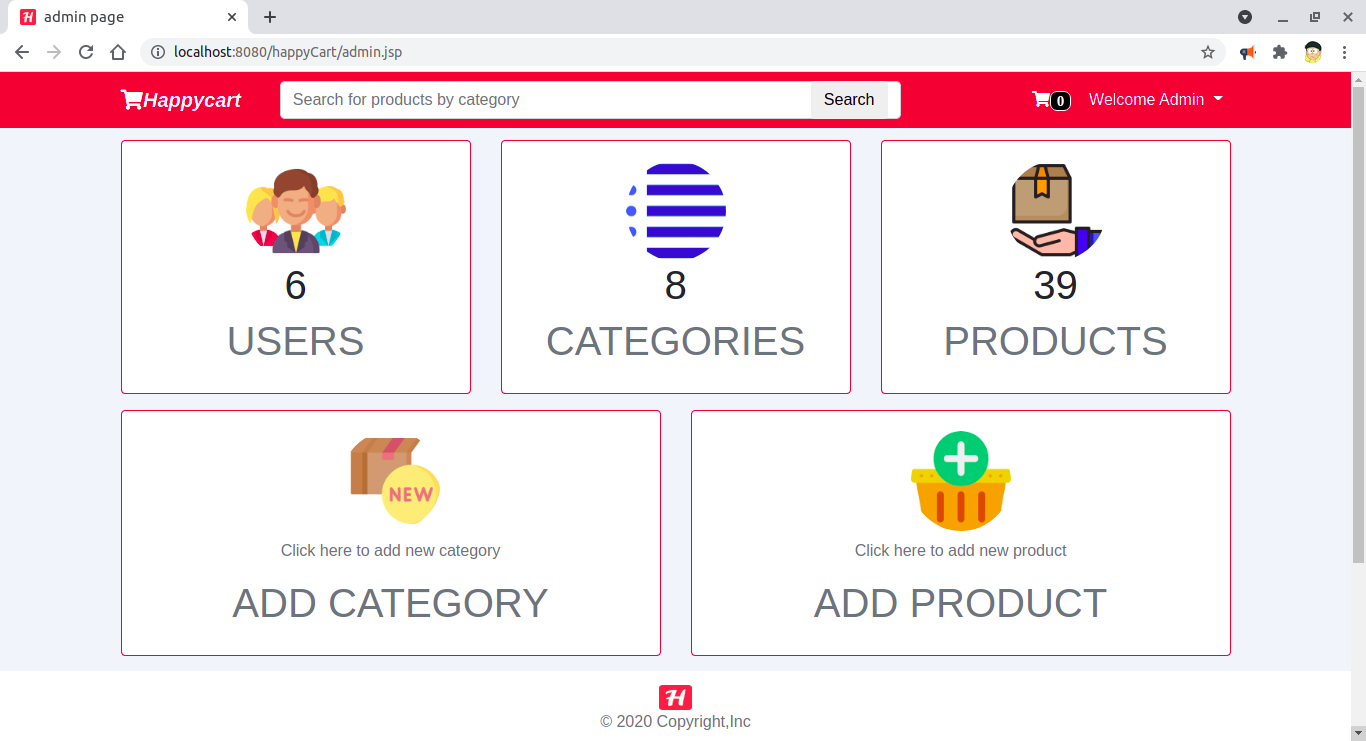 admin page
localhost:8080/happyCart/admin.jsp
Happycart
Search for products by category
Search
0
Welcome Admin
6
USERS
8
CATEGORIES
39
PRODUCTS
NEW
Click here to add new category
ADD CATEGORY
Click here to add new product
ADD PRODUCT
H
© 2020 Copyright,Inc